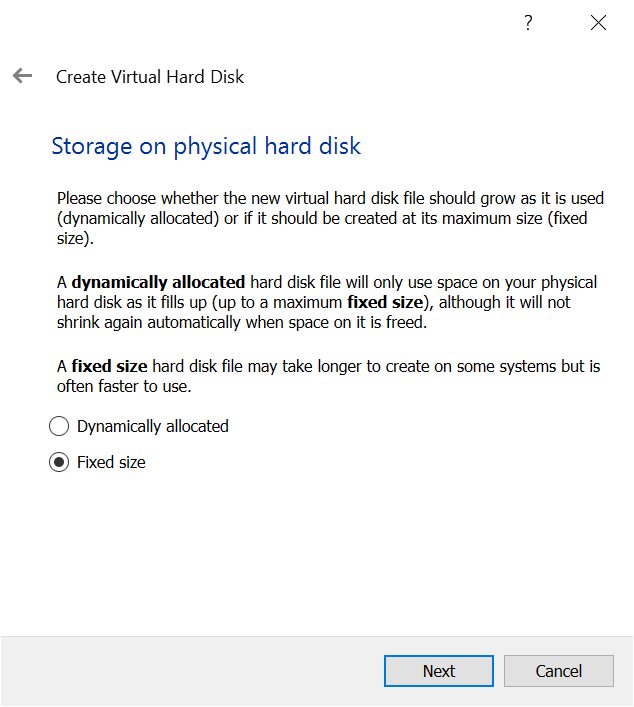 ?
Create Virtual Hard Disk
Storage on physical hard disk
Please choose whether the new virtual hard disk file should grow as it is used
(dynamically allocated) or if it should be created at its maximum size (fixed
size).
A dynamically allocated hard disk file will only use space on your physical
hard disk as it fills up (up to a maximum fixed size), although it will not
shrink again automatically when space on it is freed.
A fixed size hard disk file may take longer to create on some systems but is
often faster to use.
Dynamically allocated
Fixed size
Next
Cancel